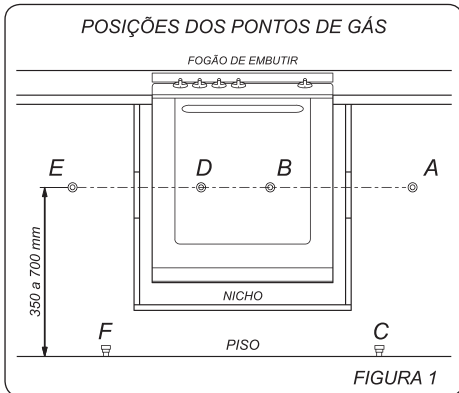 POSIÇÕES DOS PONTOS DE GÁS
FOGÃO DE EMBUTIR
E
D
B
A
350 a 700 mm
NICHO
F
PISO
C
FIGURA 1